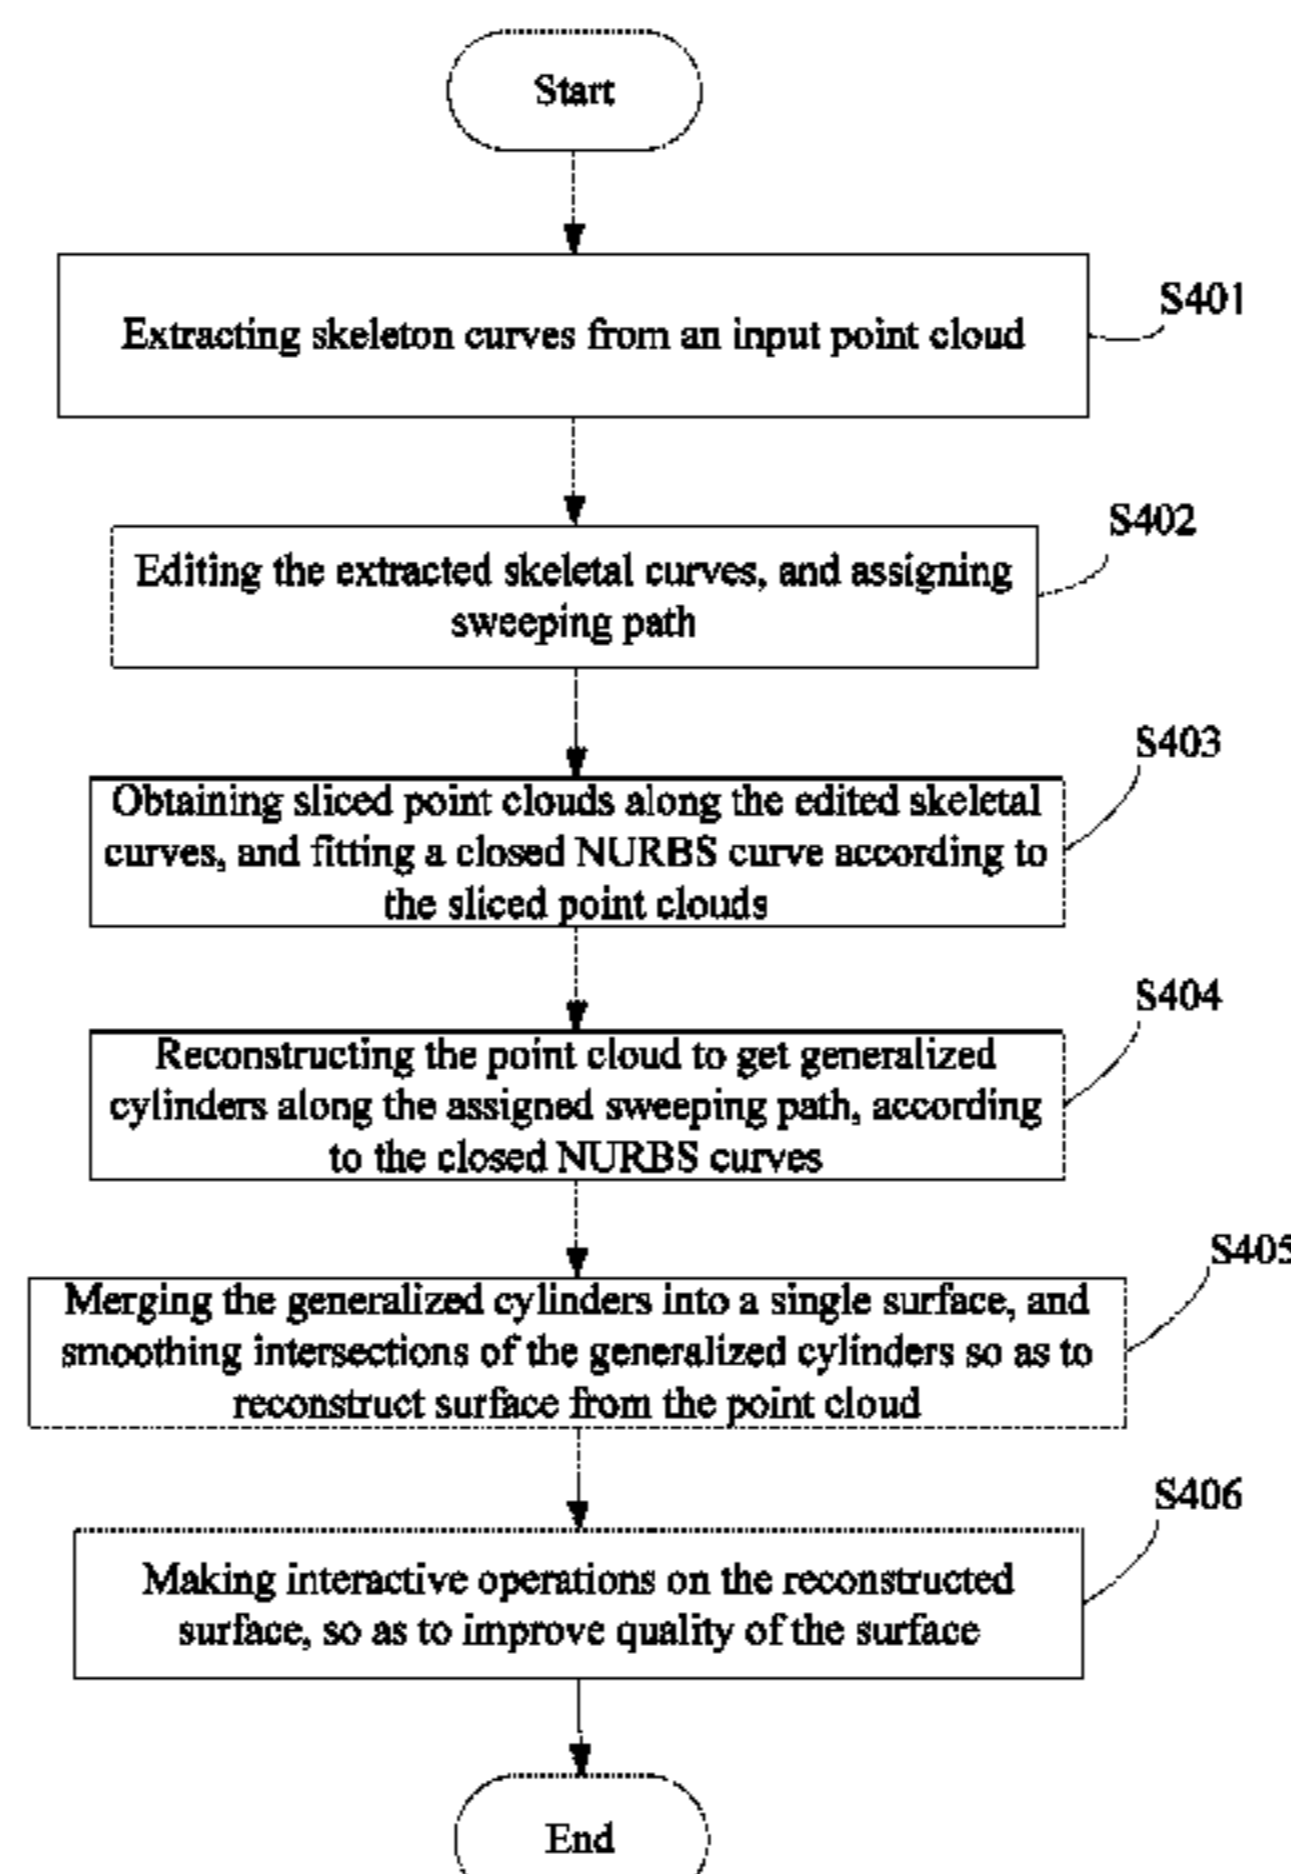 Start
Extracting skeleton curves from an input point cloud
S401
Editing the extracted skeletal curves, and assigning
sweeping path
S402
Obtaining sliced point clouds along the edited skeletal
curves, and fitting a closed NURBS curve according to
the sliced point clouds
S403
Reconstructing the point cloud to get generalized
cylinders along the assigned sweeping path, according
to the closed NURBS curves
S404
Merging the generalized cylinders into a single surface, and
smoothing intersections of the generalized cylinders so as to
reconstruct surface from the point cloud
S405
Making interactive operations on the reconstructed
surface, so as to improve quality of the surface
S406
End